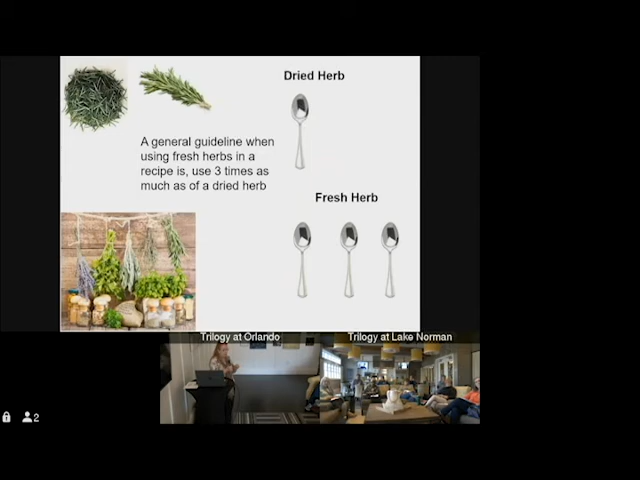 Dried Herb
A general guideline when
using fresh herbs in a
recipe is, use 3 times as
much as of a dried herb
Fresh Herb
Trilogy at Orlando
Trilogy at Lake Norman
2